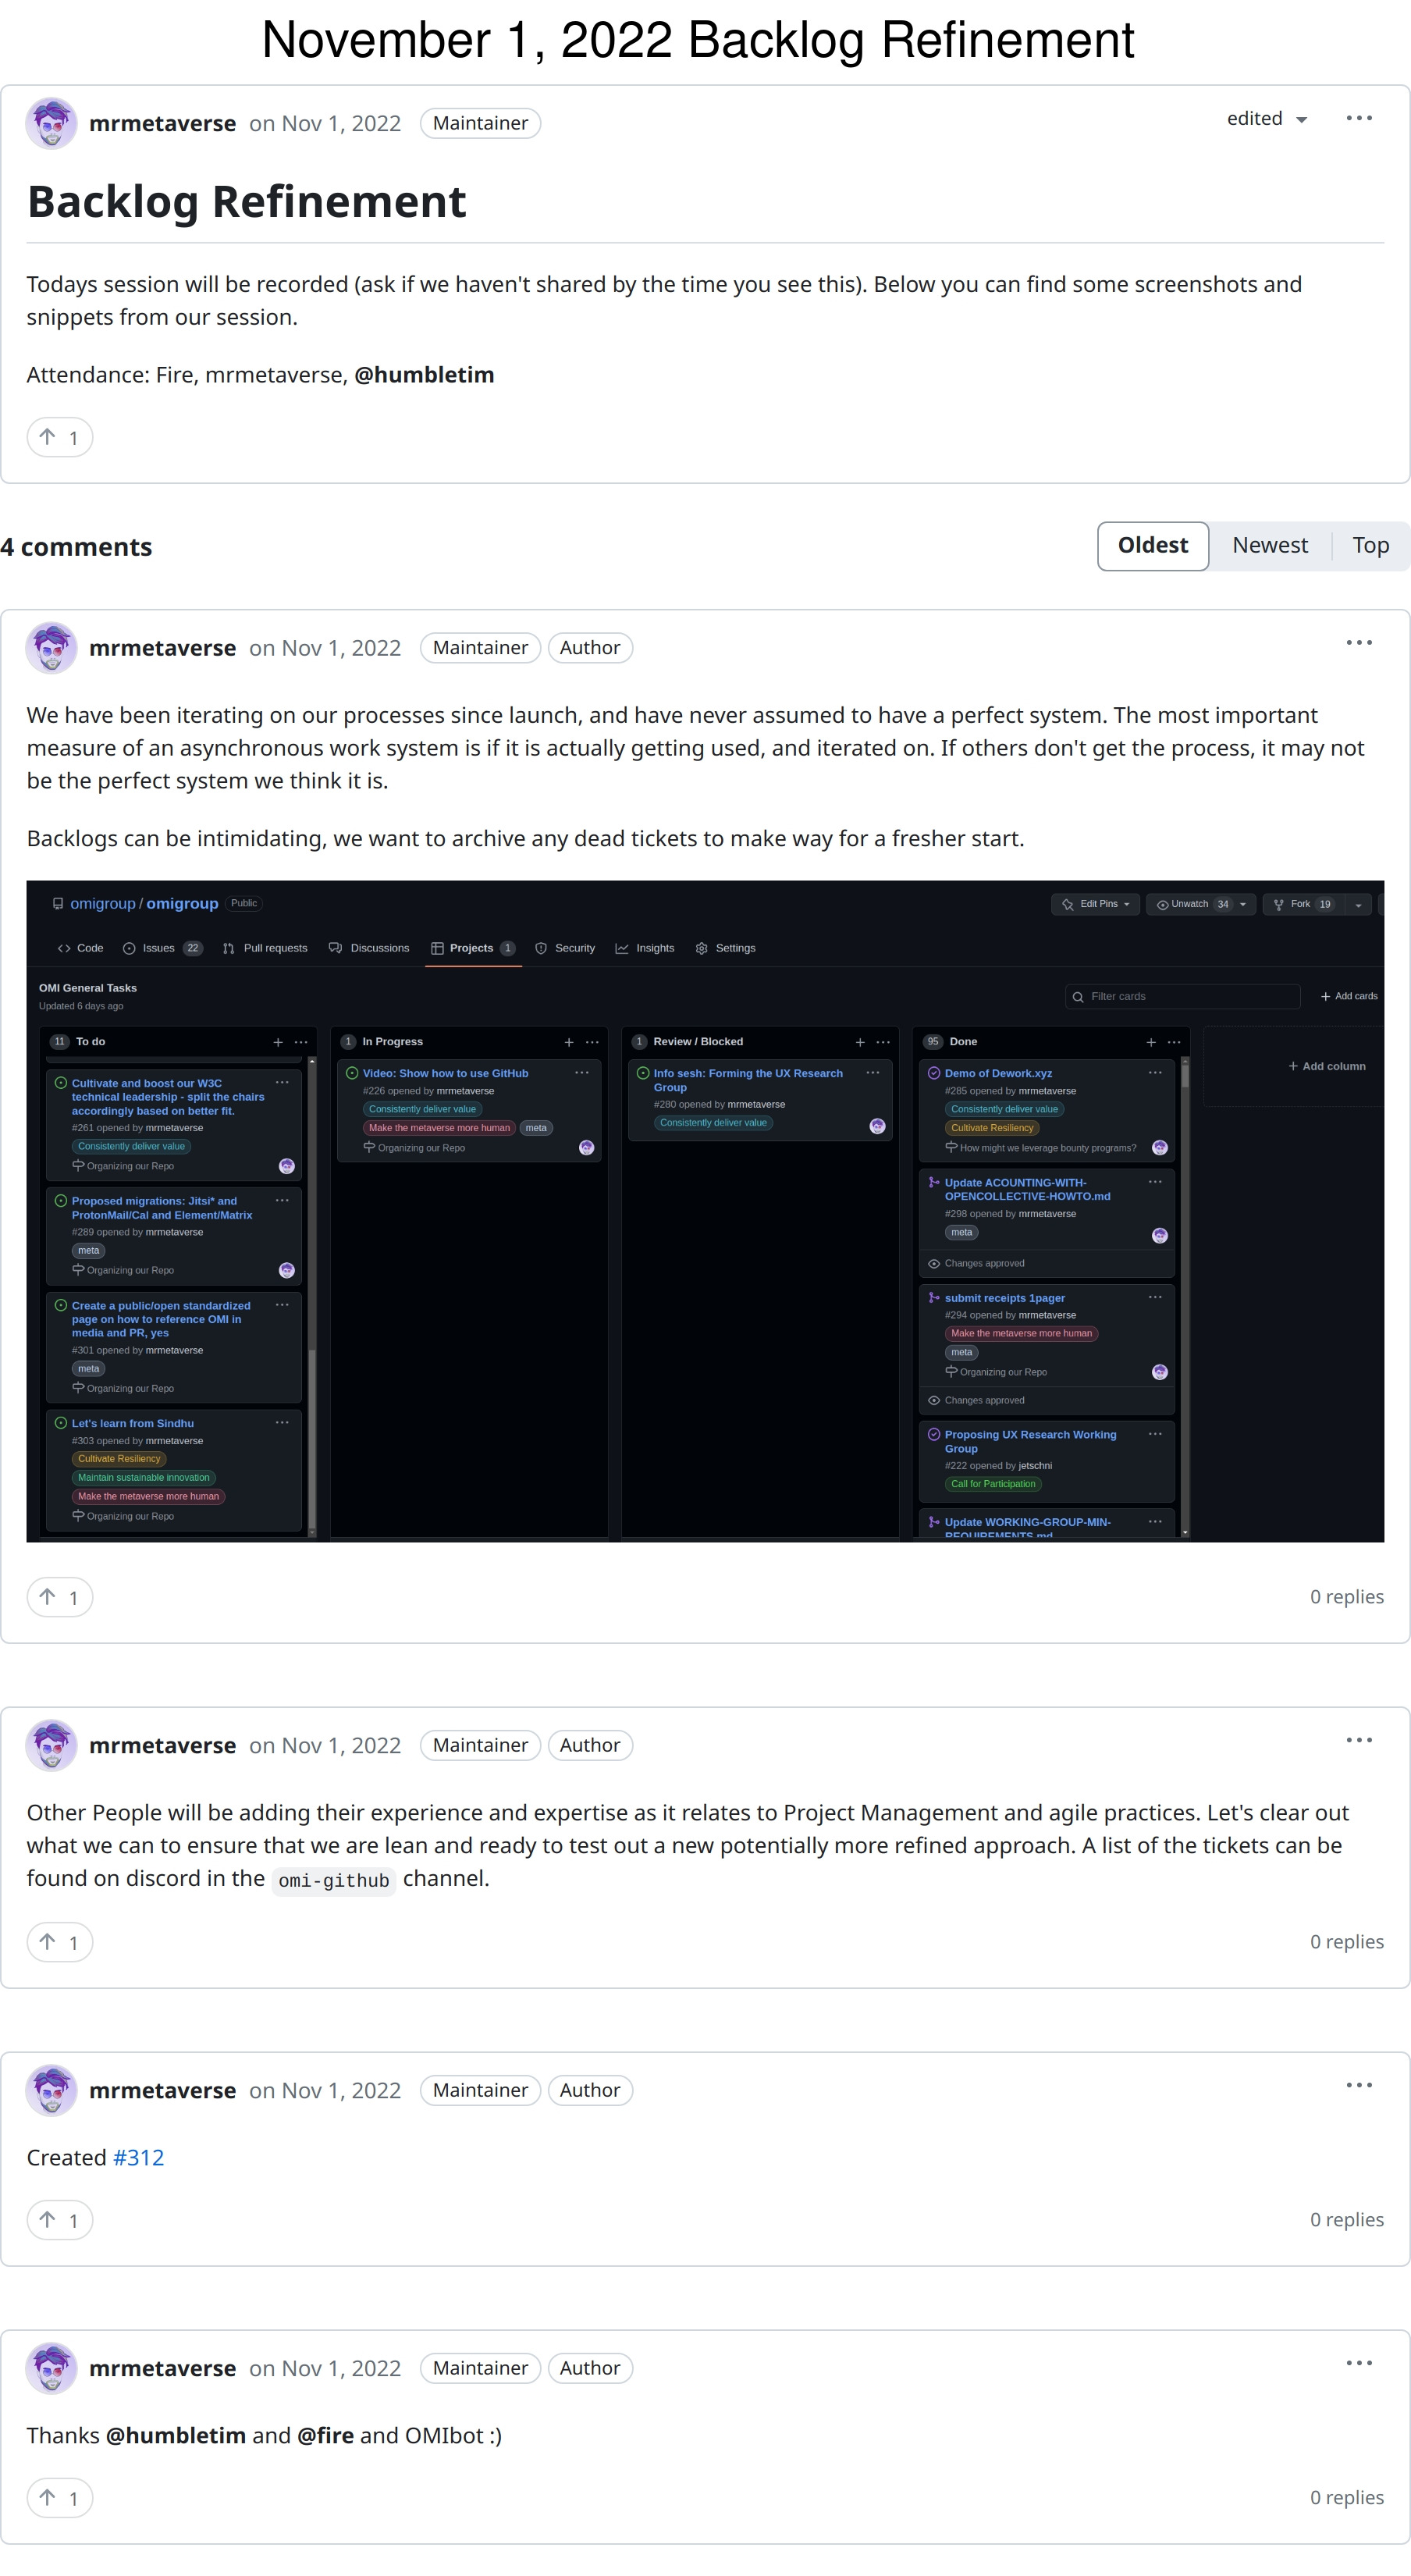 November 1, 2022 Backlog Refinement
mrmetaverse on Nov 1, 2022 Maintainer edited
Backlog Refinement
Todays session will be recorded (ask if we haven't shared by the time you see this). Below you can find some screenshots and
snippets from our session.
Attendance: Fire, mrmetaverse, @humbletim
1
4 comments
Oldest Newest Top
mrmetaverse on Nov 1, 2022 Maintainer Author
We have been iterating on our processes since launch, and have never assumed to have a perfect system. The most important
measure of an asynchronous work system is if it is actually getting used, and iterated on. If others don't get the process, it may not
be the perfect system we think it is.
Backlogs can be intimidating, we want to archive any dead tickets to make way for a fresher start.
omigroup / omigroup Public Edit Pins Unwatch 34 Fork 19
Code Issues 22 Pull requests Discussions Projects 1 Security Insights Settings
OMI General Tasks
Updated 6 days ago
Filter cards
+ Add cards
11 To do
Cultivate and boost our W3C
technical leadership - split the chairs
accordingly based on better fit.
#261 opened by mrmetaverse
Consistently deliver value
Organizing our Repo
Proposed migrations: Jitsi* and
ProtonMail/Cal and Element/Matrix
#289 opened by mrmetaverse
meta
Organizing our Repo
Create a public/open standardized
page on how to reference OMI in
media and PR, yes
#301 opened by mrmetaverse
meta
Organizing our Repo
Let's learn from Sindhu
#303 opened by mrmetaverse
Cultivate Resiliency
Maintain sustainable innovation
Make the metaverse more human
Organizing our Repo
1 In Progress
Video: Show how to use GitHub
#226 opened by mrmetaverse
Consistently deliver value
Make the metaverse more human meta
Organizing our Repo
1 Review / Blocked
Info sesh: Forming the UX Research
Group
#280 opened by mrmetaverse
Consistently deliver value
95 Done
Demo of Dework.xyz
#285 opened by mrmetaverse
Consistently deliver value
Cultivate Resiliency
How might we leverage bounty programs?
Update ACOUNTING-WITH-
OPENCOLLECTIVE-HOWTO.md
#298 opened by mrmetaverse
meta
Changes approved
submit receipts 1pager
#294 opened by mrmetaverse
Make the metaverse more human
meta
Organizing our Repo
Changes approved
Proposing UX Research Working
Group
#222 opened by jetschni
Call for Participation
Update WORKING-GROUP-MIN-
REQUIREMENTS.md
+ Add column
1
0 replies
mrmetaverse on Nov 1, 2022 Maintainer Author
Other People will be adding their experience and expertise as it relates to Project Management and agile practices. Let's clear out
what we can to ensure that we are lean and ready to test out a new potentially more refined approach. A list of the tickets can be
found on discord in the omi-github channel.
1
0 replies
mrmetaverse on Nov 1, 2022 Maintainer Author
Created #312
1
0 replies
mrmetaverse on Nov 1, 2022 Maintainer Author
Thanks @humbletim and @fire and OMIbot :)
1
0 replies